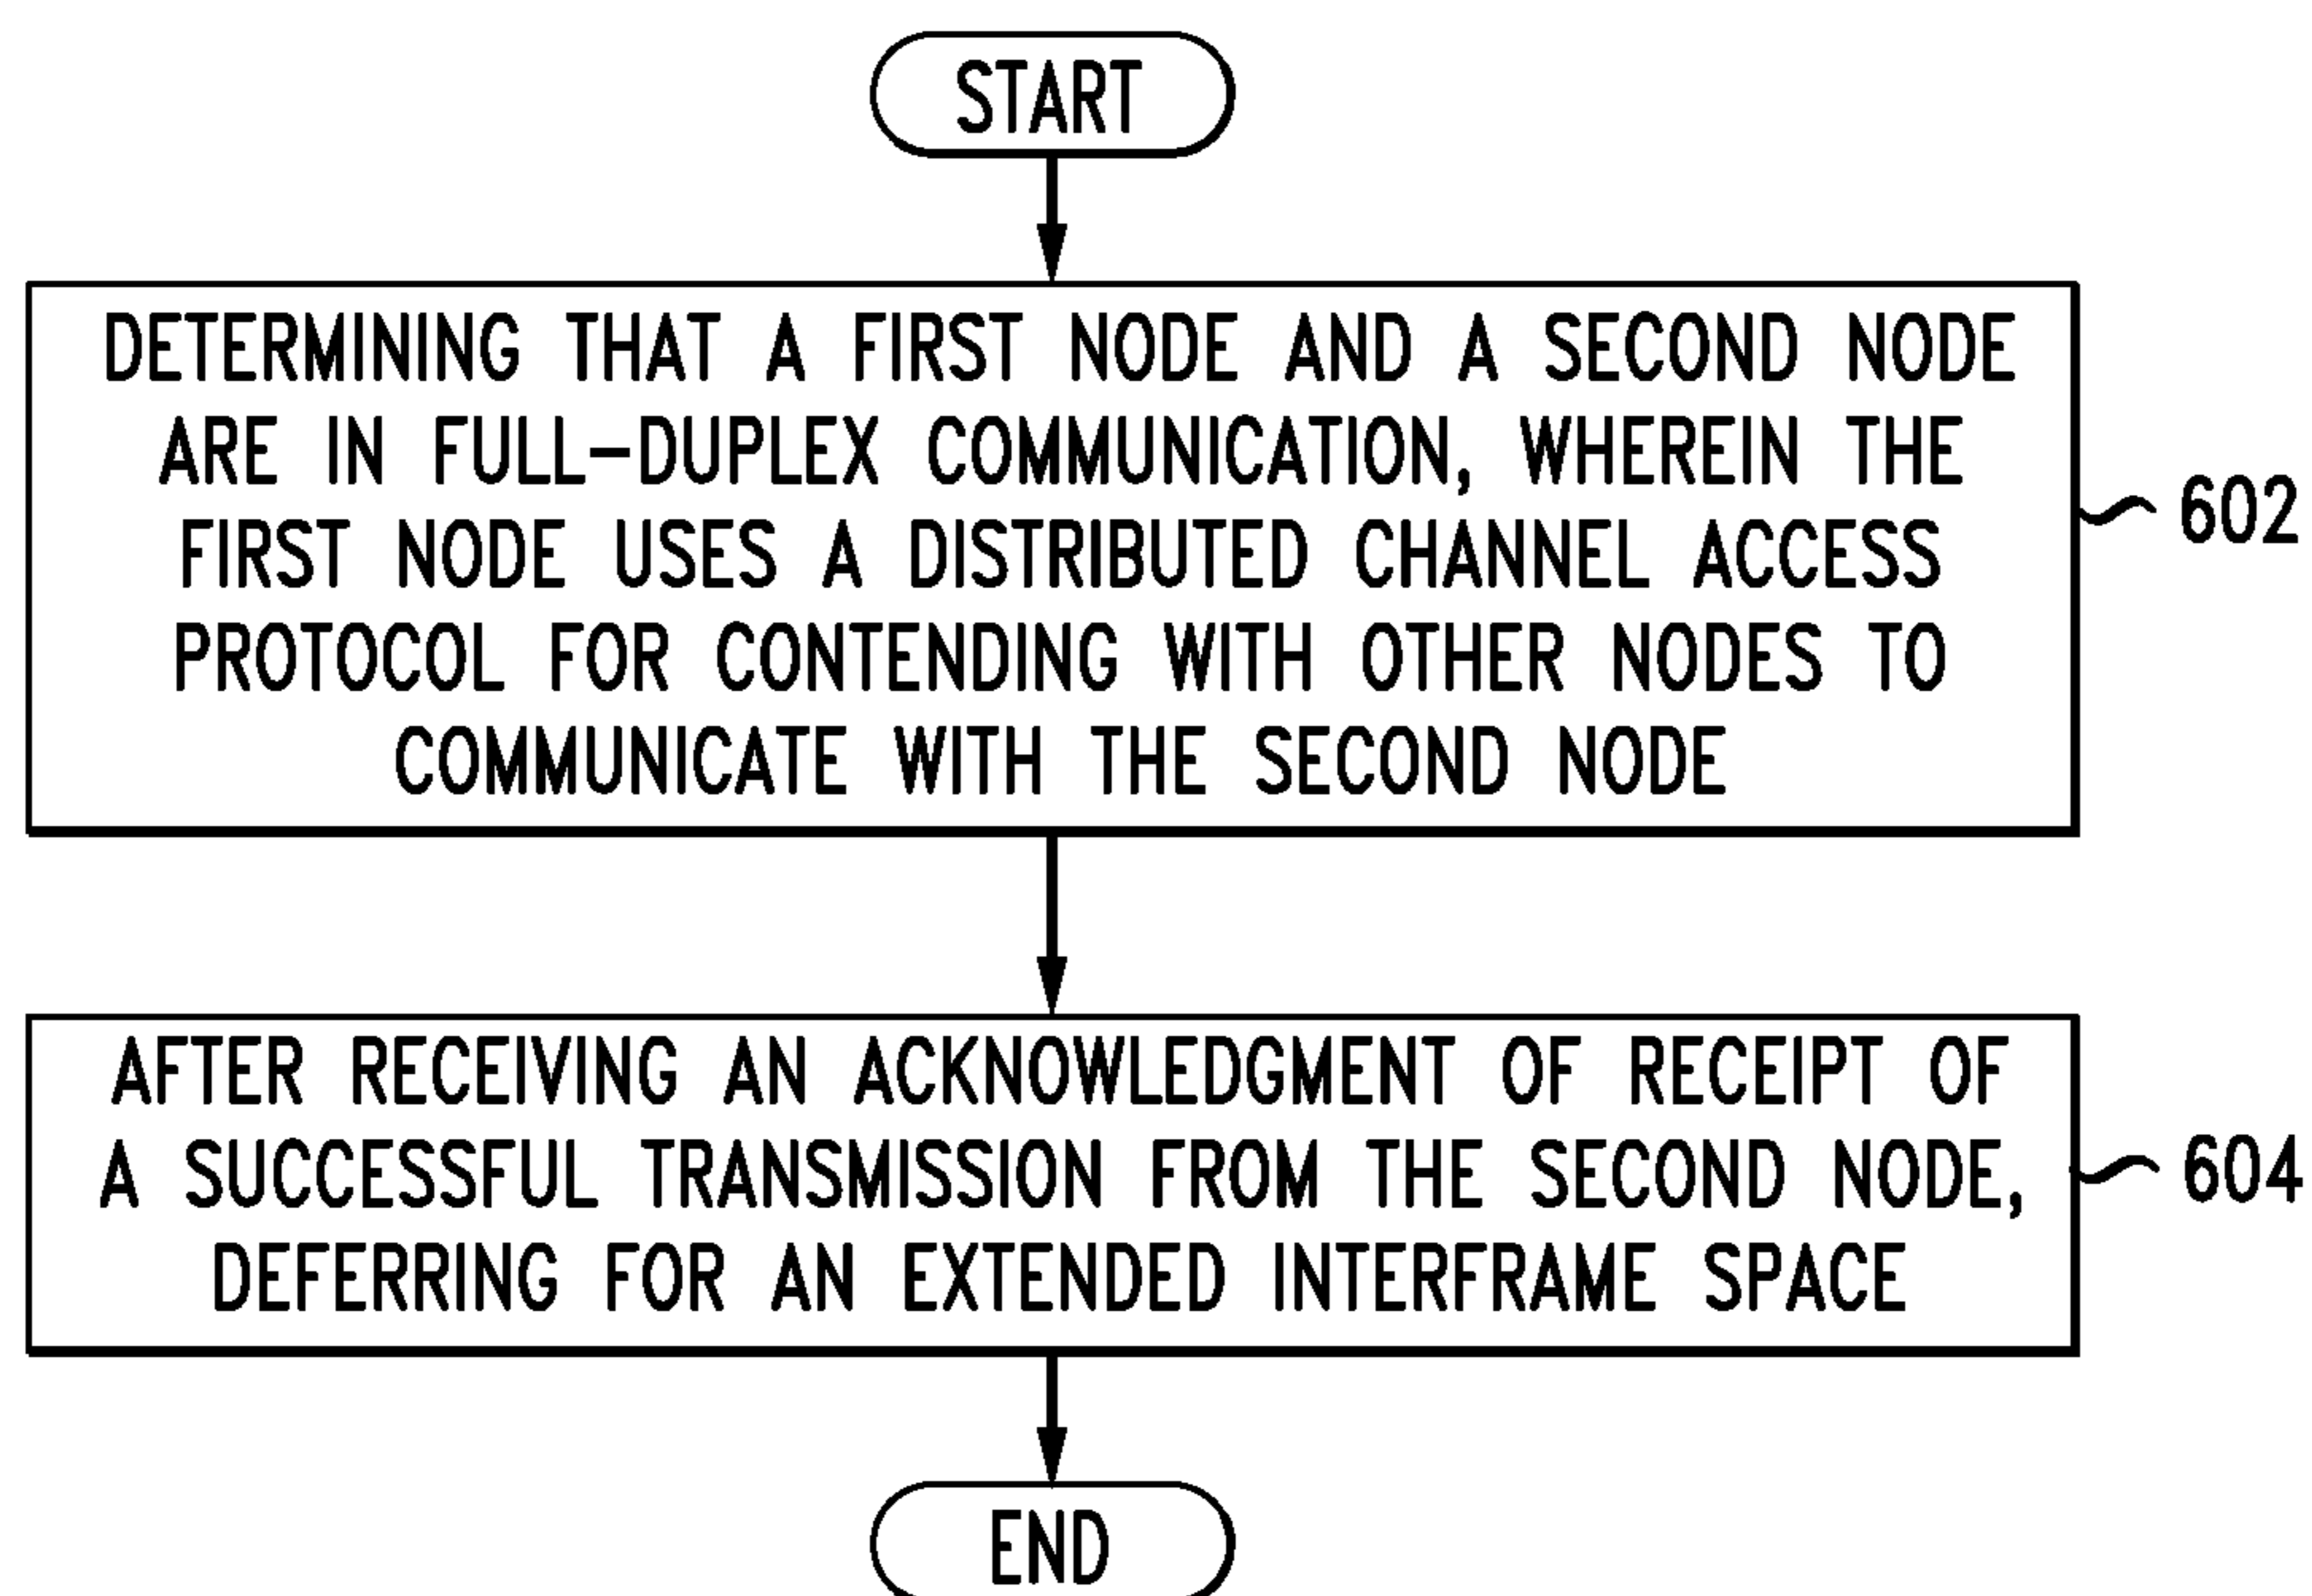 START
DETERMINING THAT A FIRST NODE AND A SECOND NODE
ARE IN FULL-DUPLEX COMMUNICATION, WHEREIN THE
FIRST NODE USES A DISTRIBUTED CHANNEL ACCESS
PROTOCOL FOR CONTENDING WITH OTHER NODES TO
COMMUNICATE WITH THE SECOND NODE
602
AFTER RECEIVING AN ACKNOWLEDGMENT OF RECEIPT OF
A SUCCESSFUL TRANSMISSION FROM THE SECOND NODE,
DEFERRING FOR AN EXTENDED INTERFRAME SPACE
604
END